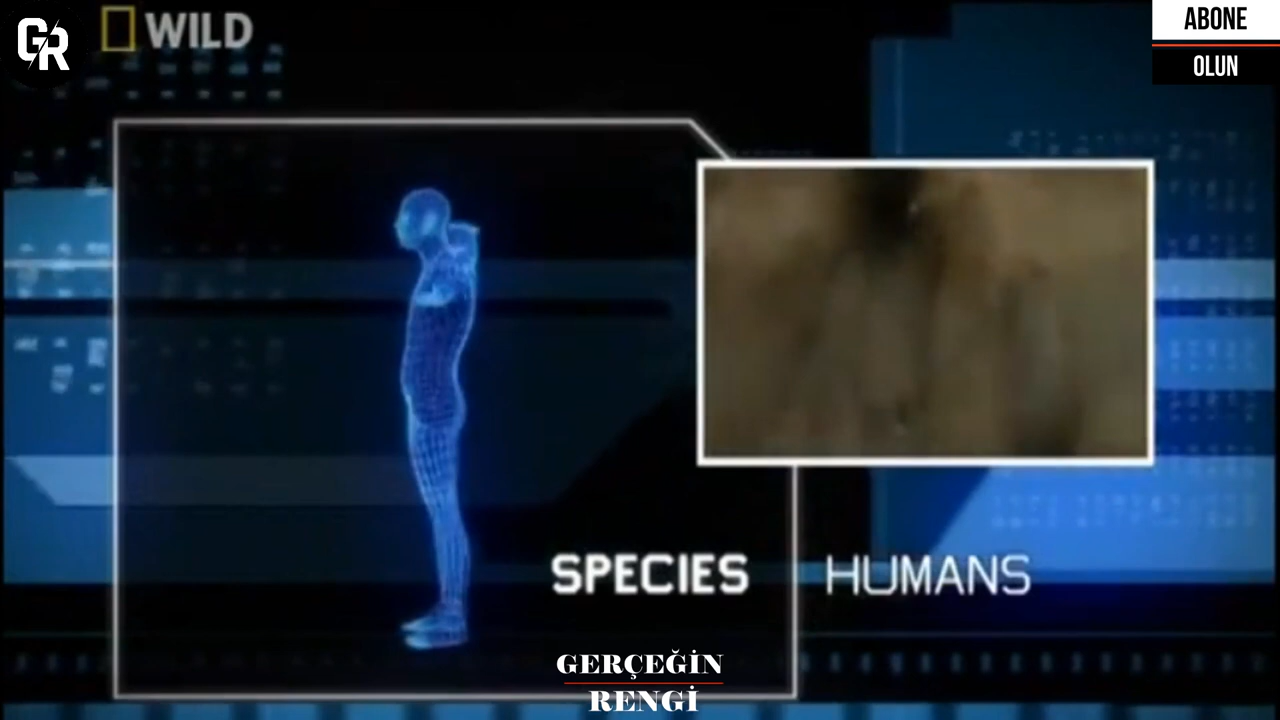 GR
WILD
ABONE
OLUN
SPECIES HUMANS
GERÇEĞİN
RENGİ